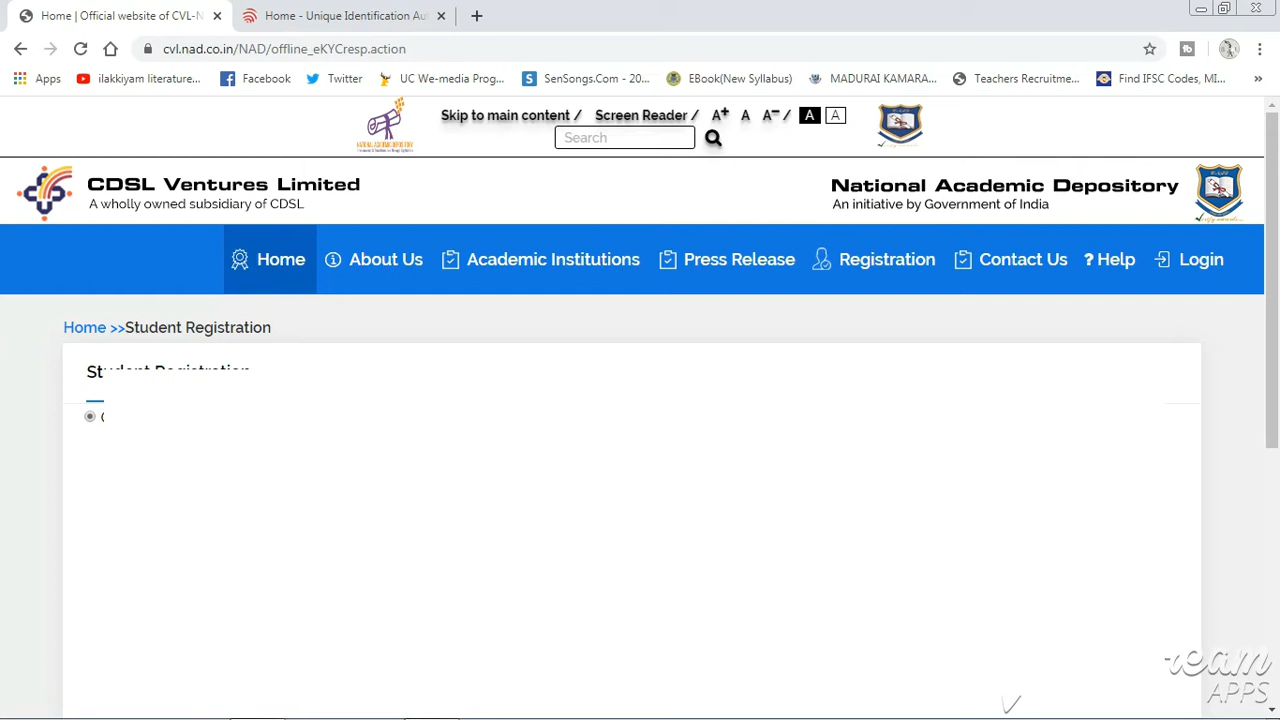 Home | Official website of CVL-N
Home - Unique Identification Aut
cvl.nad.co.in/NAD/offline_eKYCresp.action
Apps
ilakkiyam literature...
Facebook
Twitter
UC We-media Prog...
SenSongs.Com - 20...
EBook(New Syllabus)
MADURAI KAMARA...
Teachers Recruitme...
Find IFSC Codes, MI...
Skip to main content /
Screen Reader /
A+ A A- / A A
Search
CDSL Ventures Limited
A wholly owned subsidiary of CDSL
National Academic Depository
An initiative by Government of India
Home
About Us
Academic Institutions
Press Release
Registration
Contact Us
? Help
Login
Home >>Student Registration
Student Registration
APPS